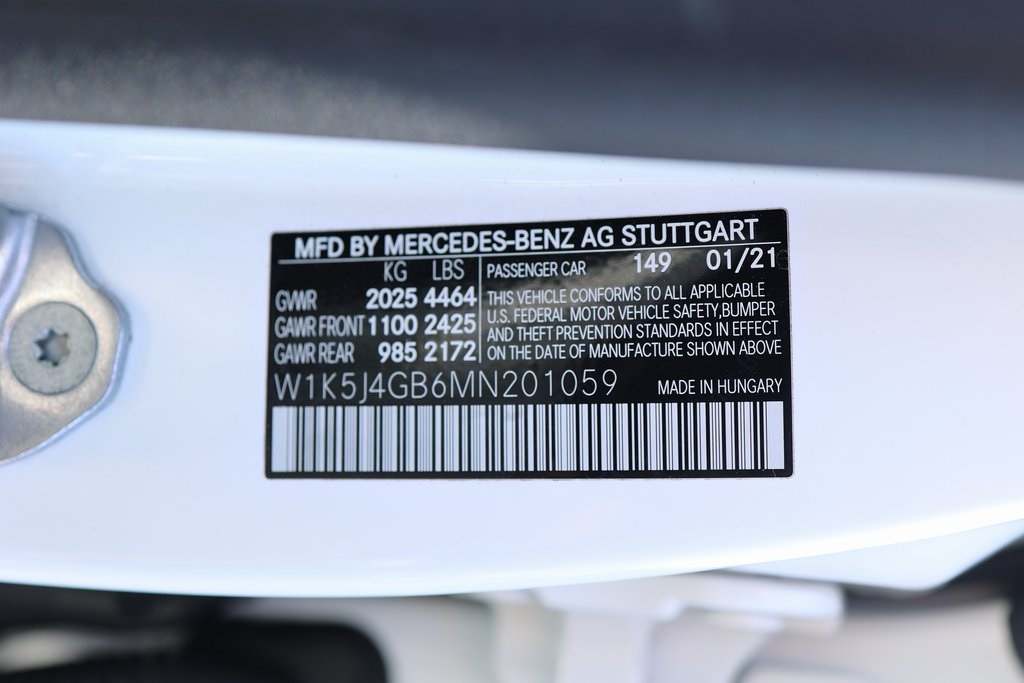 MFD BY MERCEDES-BENZ AG STUTTGART
KG LBS
GVWR 2025 4464
GAWR FRONT 1100 2425
GAWR REAR 985 2172
PASSENGER CAR 149 01/21
THIS VEHICLE CONFORMS TO ALL APPLICABLE
U.S. FEDERAL MOTOR VEHICLE SAFETY,BUMPER
AND THEFT PREVENTION STANDARDS IN EFFECT
ON THE DATE OF MANUFACTURE SHOWN ABOVE
W1K5J4GB6MN201059 MADE IN HUNGARY